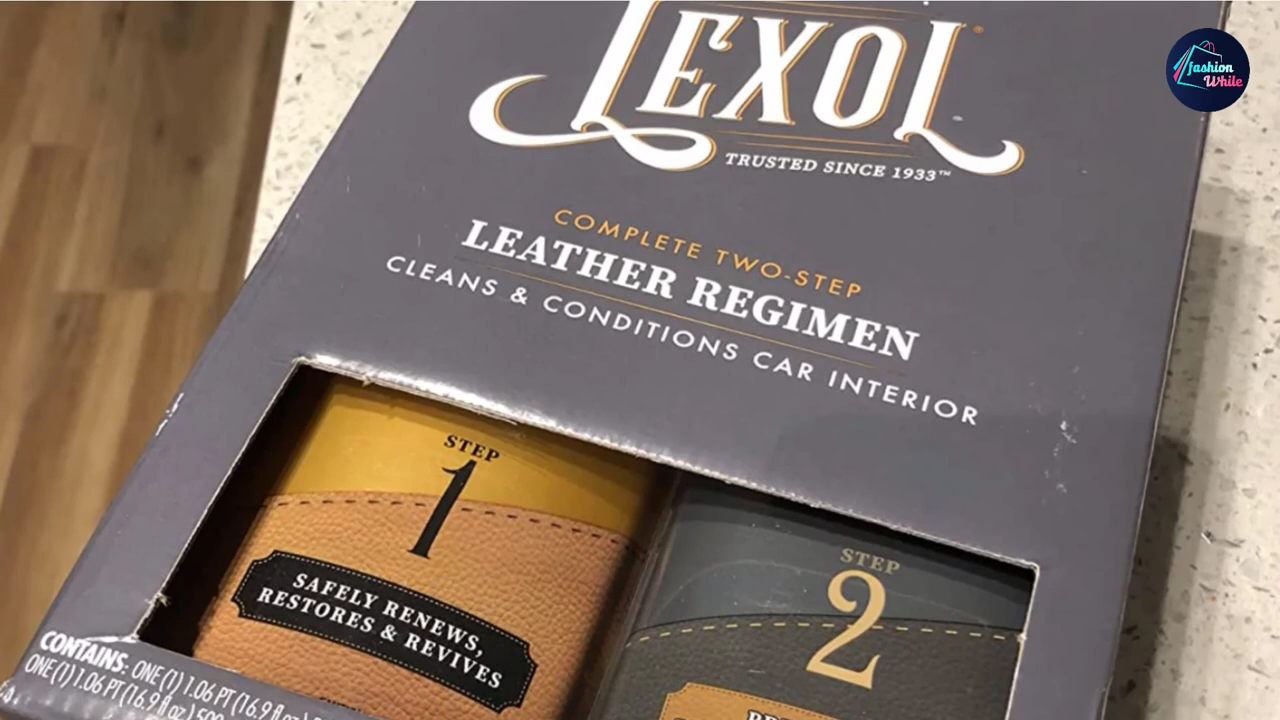 LEXOL
TRUSTED SINCE 1933™
COMPLETE TWO-STEP
LEATHER REGIMEN
CLEANS & CONDITIONS CAR INTERIOR
STEP
1
SAFELY RENEWS,
RESTORES & REVIVES
STEP
2
CONTAINS: ONE (1) 1.06 PT (16.9 fl oz)
ONE (1) 1.06 PT (16.9 fl oz) 500
fashion
While